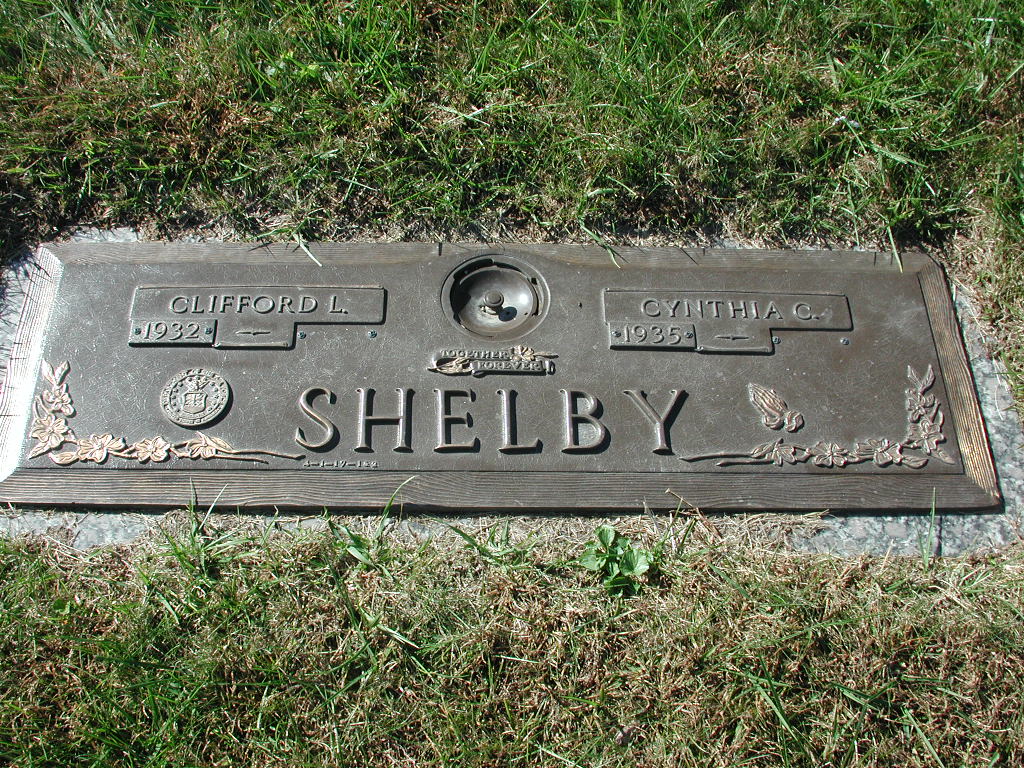 CLIFFORD L.
1932
CYNTHIA C.
1935
TOGETHER
FOREVER
SHELBY